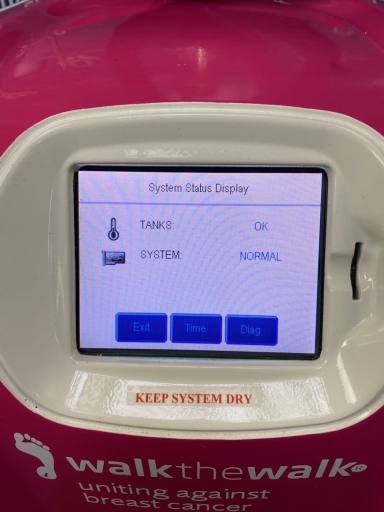 System Status Display
TANKS: OK
SYSTEM: NORMAL
Exit Time Diag
KEEP SYSTEM DRY
walkthewalk
uniting against
breast cancer